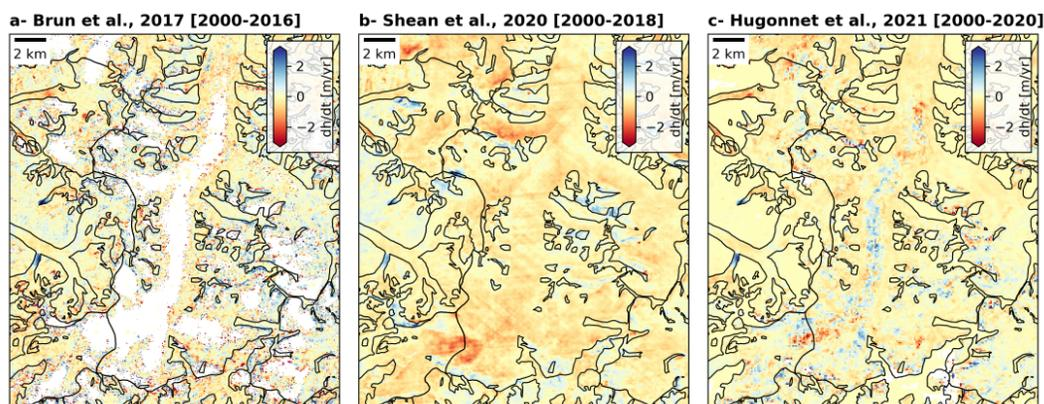 a- Brun et al., 2017 [2000-2016]
2 km
2
0
−2
dh/dt [m/yr]
b- Shean et al., 2020 [2000-2018]
2 km
2
0
−2
dh/dt [m/yr]
c- Hugonnet et al., 2021 [2000-2020]
2 km
2
0
−2
dh/dt [m/yr]